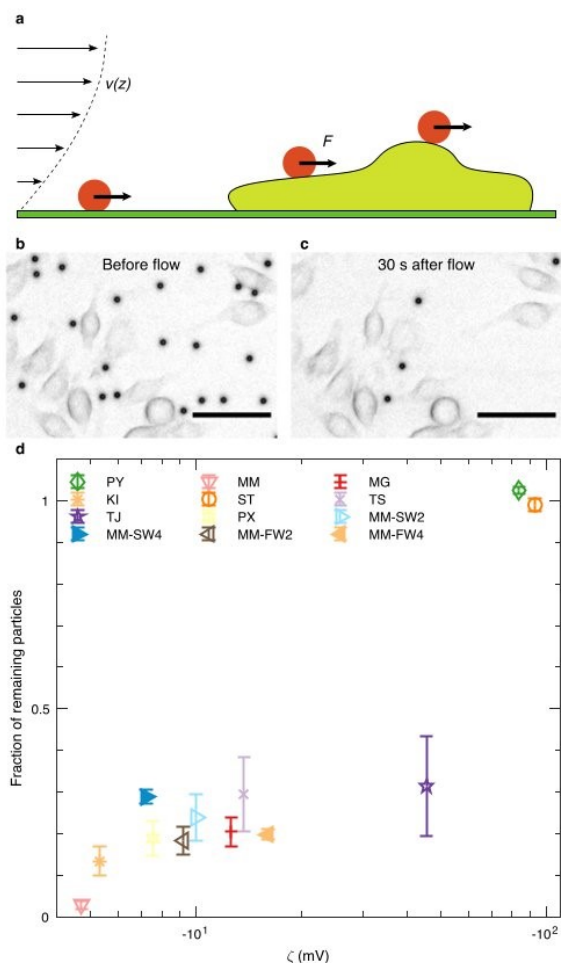 a
v(z)
F
b
Before flow
c
30 s after flow
d
PY MM MG
KI ST TS
TJ PX MM-SW2
MM-SW4 MM-FW2 MM-FW4
1
0.5
0
Fraction of remaining particles
-10¹ -10²
ζ (mV)